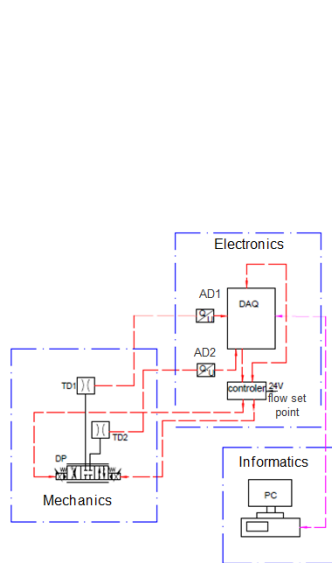 Electronics
AD1
DAQ
Q
U
AD2
Q
U
controler
24V
flow set
point
TD1
TD2
DP
Mechanics
Informatics
PC